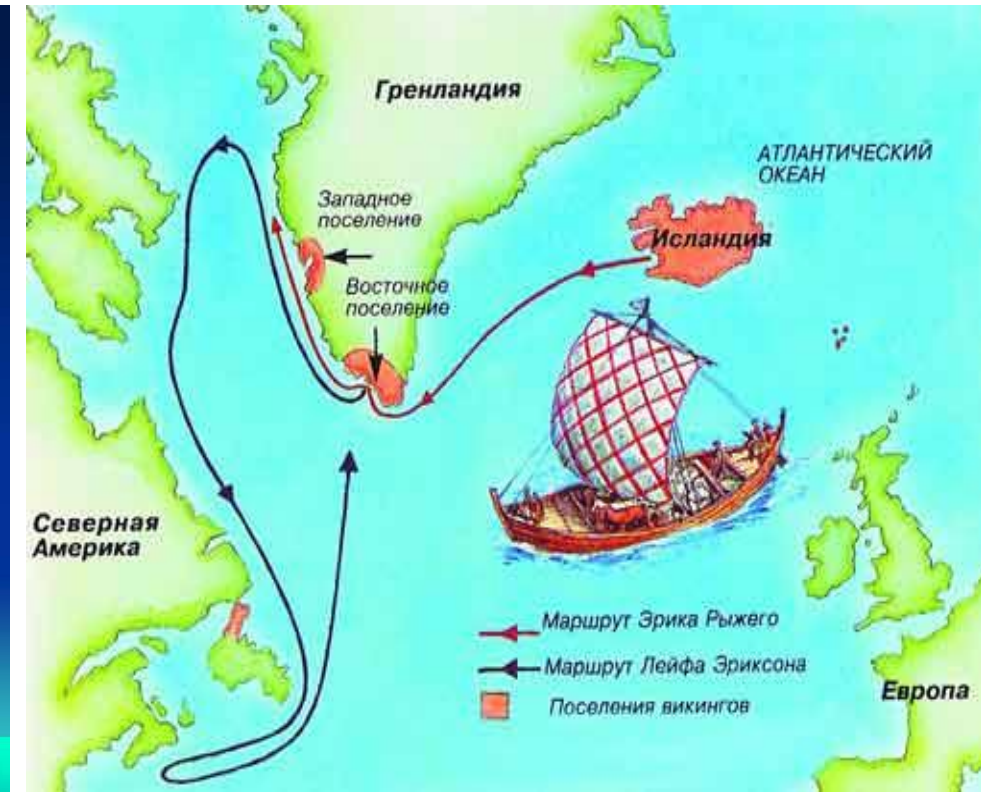 Гренландия
АТЛАНТИЧЕСКИЙ
ОКЕАН
Западное
поселение
Исландия
Восточное
поселение
Северная
Америка
Маршрут Эрика Рыжего
Маршрут Лейфа Эриксона
Поселения викингов
Европа